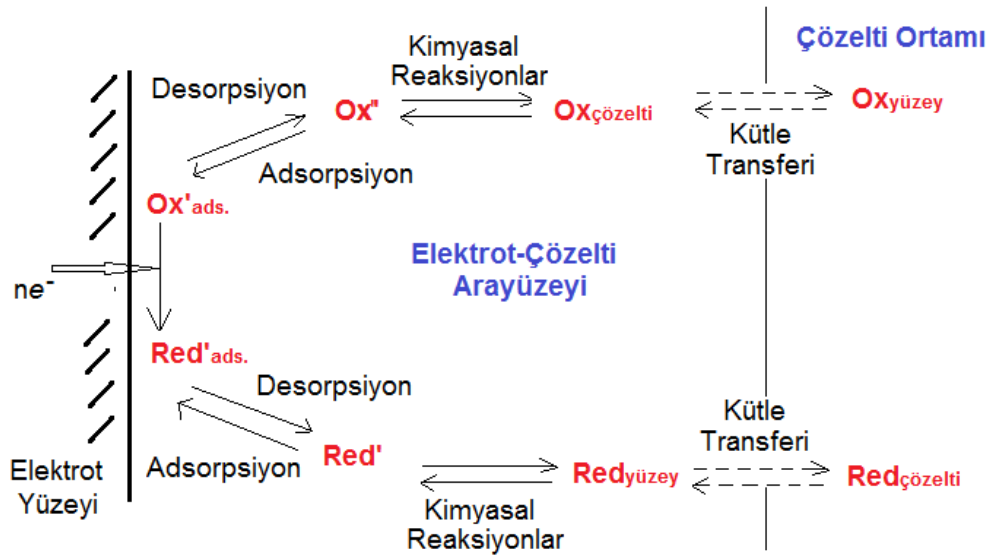 Çözelti Ortamı
Kimyasal
Reaksiyonlar
Desorpsiyon
Ox''
Oxçözelti
Oxyüzey
Kütle
Transferi
Adsorpsiyon
Ox'ads.
Elektrot-Çözelti
Arayüzeyi
ne-
Red'ads.
Desorpsiyon
Kütle
Transferi
Adsorpsiyon
Red'
Redyüzey
Redçözelti
Elektrot
Yüzeyi
Kimyasal
Reaksiyonlar